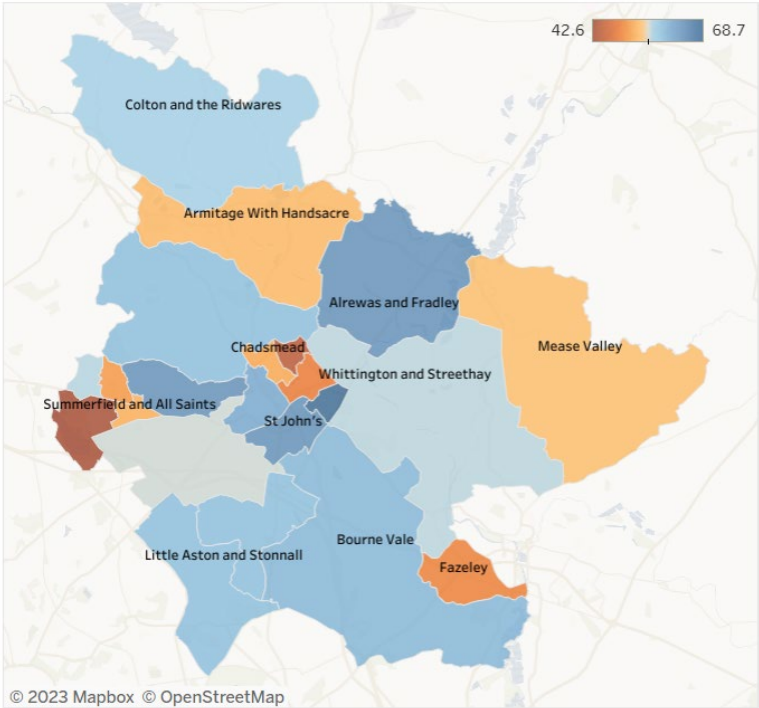 42.6 68.7
Colton and the Ridwares
Armitage With Handsacre
Alrewas and Fradley
Mease Valley
Chadsmead
Whittington and Streethay
Summerfield and All Saints
St John's
Bourne Vale
Little Aston and Stonnall
Fazeley
© 2023 Mapbox © OpenStreetMap